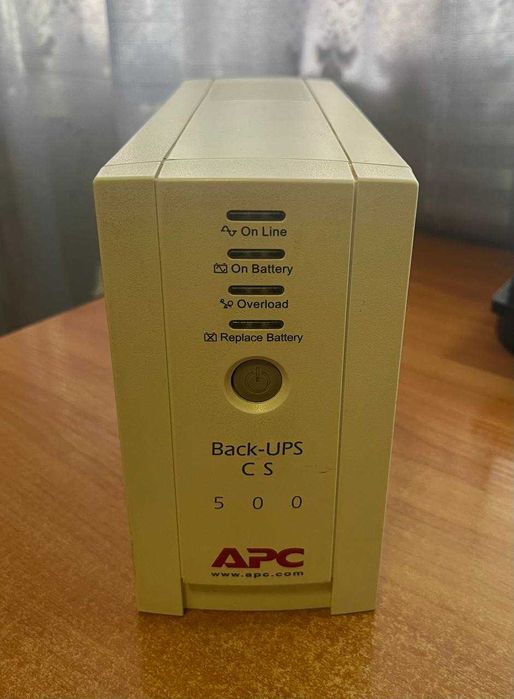 On Line
On Battery
Overload
Replace Battery
Back-UPS
CS
500
APC
www.apc.com